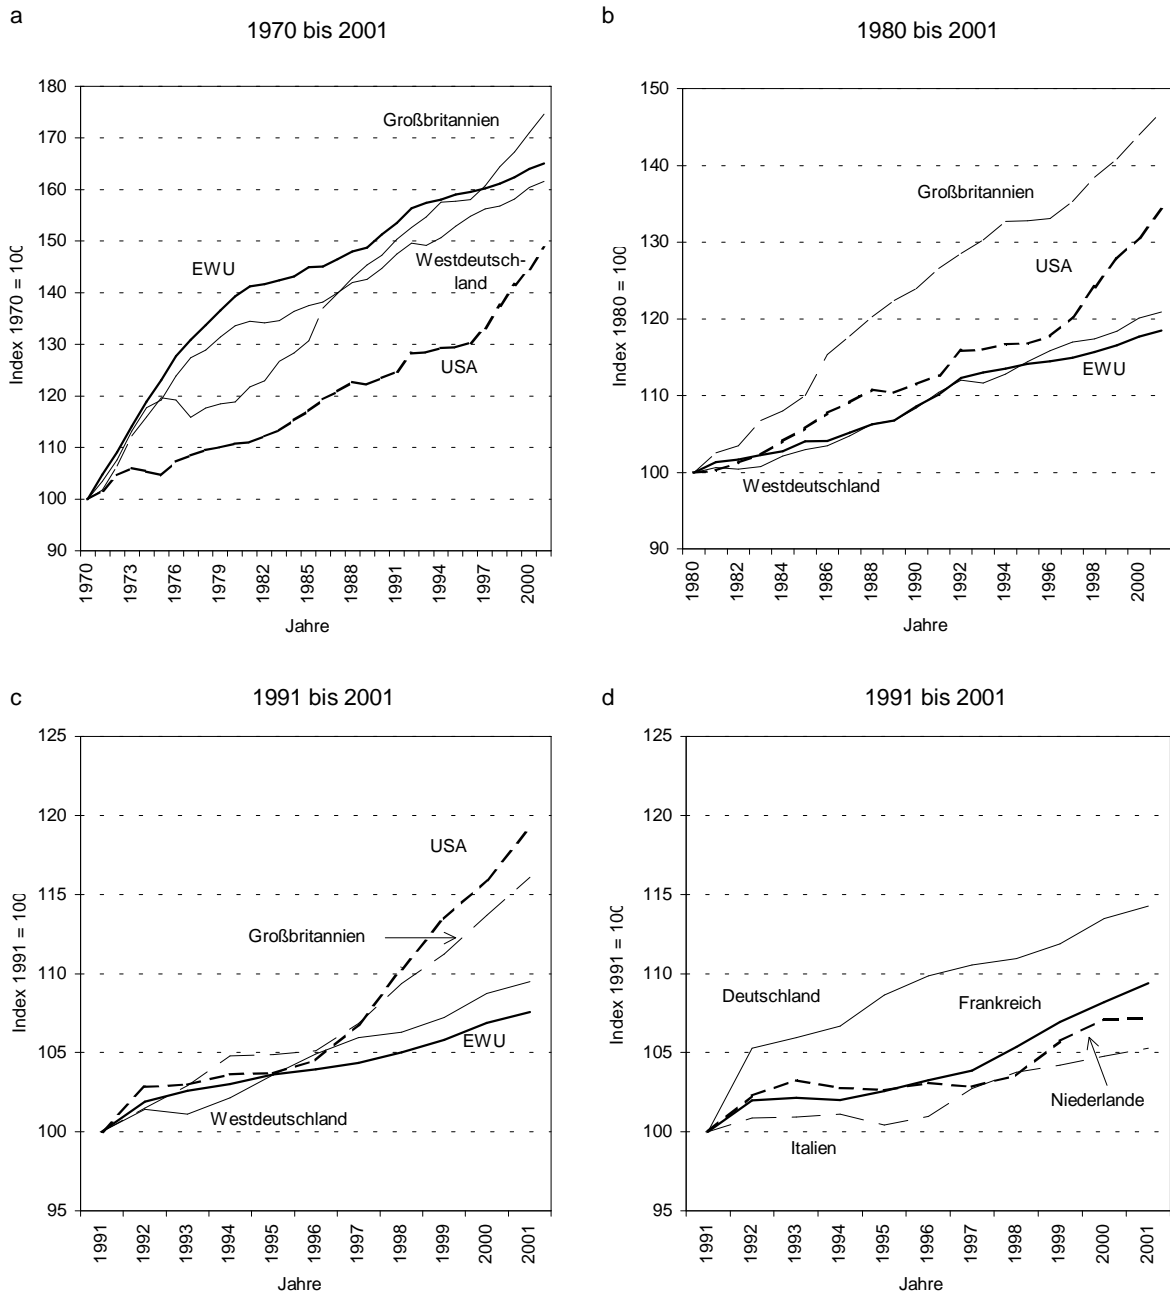 a
1970 bis 2001
Index 1970 = 100
180
170
160
150
140
130
120
110
100
90
Großbritannien
EWU
Westdeutsch-
land
USA
1970
1973
1976
1979
1982
1985
1988
1991
1994
1997
2000
Jahre
b
1980 bis 2001
Index 1980 = 100
150
140
130
120
110
100
90
Großbritannien
USA
EWU
Westdeutschland
1980
1982
1984
1986
1988
1990
1992
1994
1996
1998
2000
Jahre
c
1991 bis 2001
Index 1991 = 100
125
120
115
110
105
100
95
USA
Großbritannien
EWU
Westdeutschland
1991
1992
1993
1994
1995
1996
1997
1998
1999
2000
2001
Jahre
d
1991 bis 2001
Index 1991 = 100
125
120
115
110
105
100
95
Deutschland
Frankreich
Niederlande
Italien
1991
1992
1993
1994
1995
1996
1997
1998
1999
2000
2001
Jahre